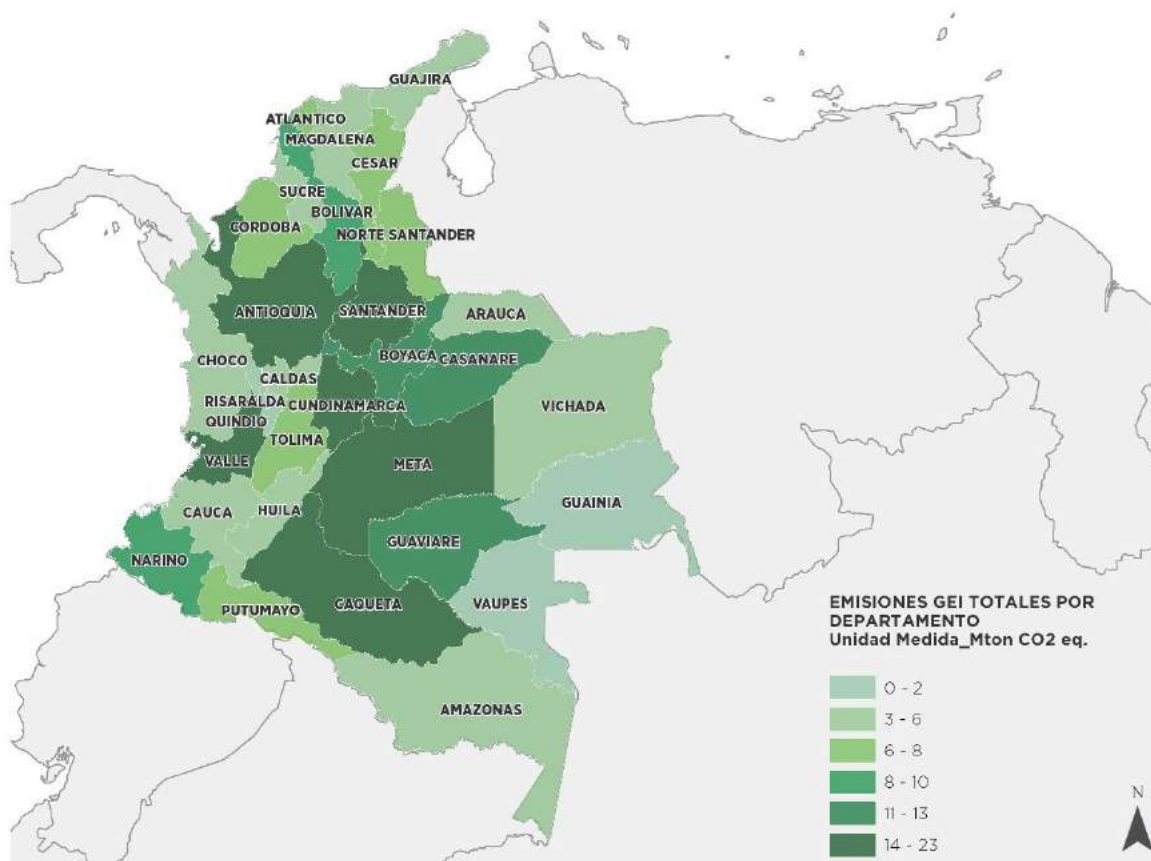 GUAJIRA
ATLANTICO
MAGDALENA
CESAR
SUCRE
BOLIVAR
CORDOBA
NORTE SANTANDER
ANTIOQUIA
SANTANDER
ARAUCA
BOYACA
CASANARE
CHOCO
CALDAS
RISARALDA
CUNDINAMARCA
QUINDIO
VICHADA
TOLIMA
VALLE
META
GUAINIA
CAUCA
HUILA
GUAVIARE
NARINO
CAQUETA
VAUPES
PUTUMAYO
AMAZONAS
EMISIONES GEI TOTALES POR
DEPARTAMENTO
Unidad Medida_Mton CO2 eq.
0 - 2
3 - 6
6 - 8
8 - 10
11 - 13
14 - 23
N